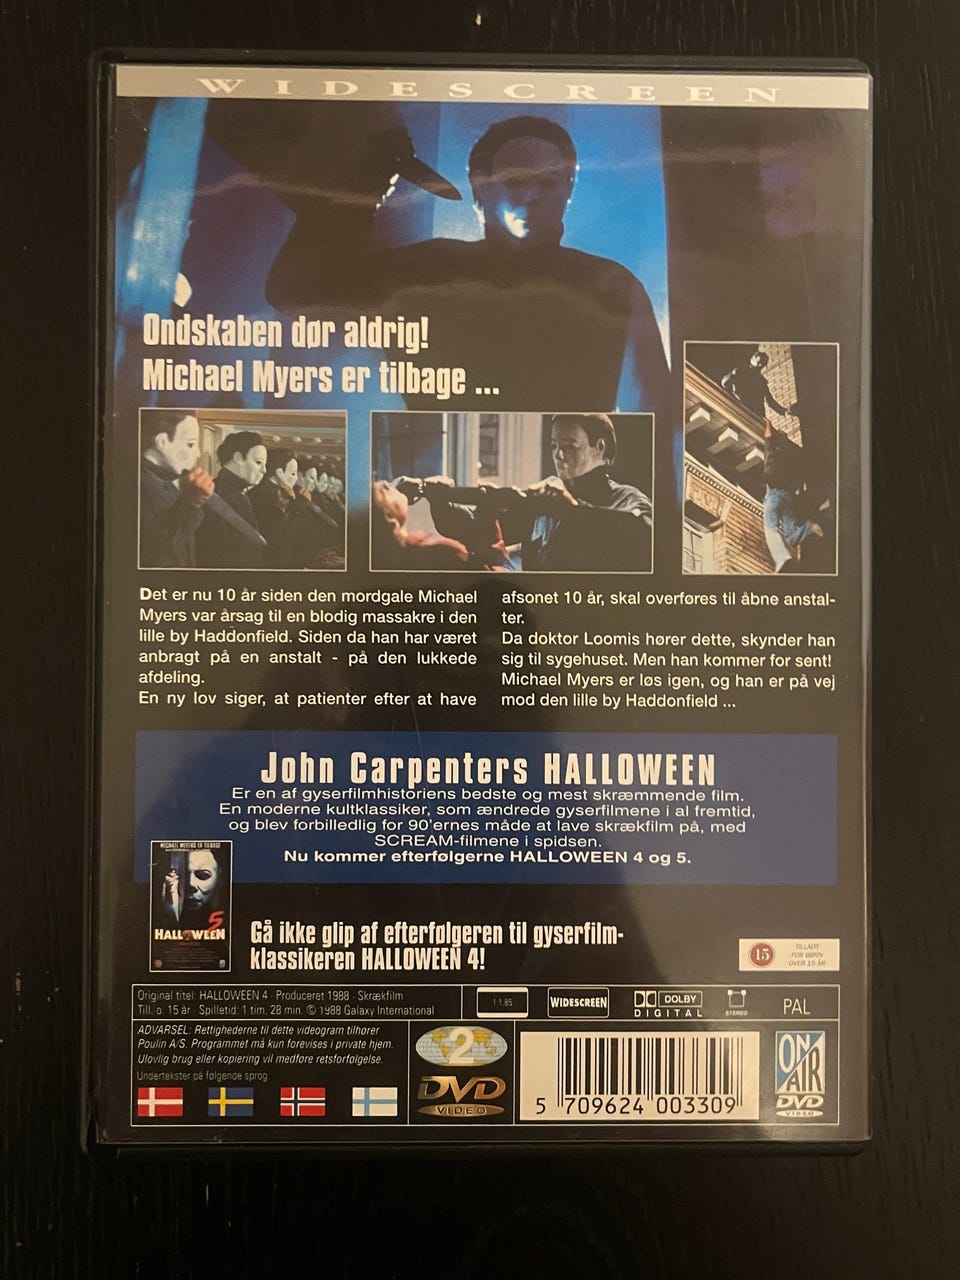 WIDESCREEN
Ondskaben dør aldrig!
Michael Myers er tilbage ...
Det er nu 10 år siden den mordgale Michael
Myers var årsag til en blodig massakre i den
lille by Haddonfield. Siden da han har været
anbragt på en anstalt - på den lukkede
afdeling.
En ny lov siger, at patienter efter at have
afsonet 10 år, skal overføres til åbne anstal-
ter.
Da doktor Loomis hører dette, skynder han
sig til sygehuset. Men han kommer for sent!
Michael Myers er løs igen, og han er på vej
mod den lille by Haddonfield ...
John Carpenters HALLOWEEN
Er en af gyserfilmhistoriens bedste og mest skræmmende film.
En moderne kultklassiker, som ændrede gyserfilmene i al fremtid,
og blev forbilledlig for 90'ernes måde at lave skrækfilm på, med
SCREAM-filmene i spidsen.
Nu kommer efterfølgerne HALLOWEEN 4 og 5.
MICHAEL MYERS ER TILBAGE
5
HALLOWEEN
Gå ikke glip af efterfølgeren til gyserfilm-
klassikeren HALLOWEEN 4!
15
TILLADT
FOR BØRN
OVER 15 ÅR
Original titel: HALLOWEEN 4 · Produceret 1988 · Skrækfilm
Till. o. 15 år · Spilletid: 1 tim. 28 min. © 1988 Galaxy International
1:1.85
WIDESCREEN
DOLBY
DIGITAL
STEREO
PAL
ADVARSEL: Rettighederne til dette videogram tilhører
Poulin A/S. Programmet må kun forevises i private hjem.
Ulovlig brug eller kopiering vil medføre retsforfølgelse.
Undertekster på følgende sprog:
2
DVD
VIDEO
5 709624 003309
ON
AIR
DVD
VIDEO